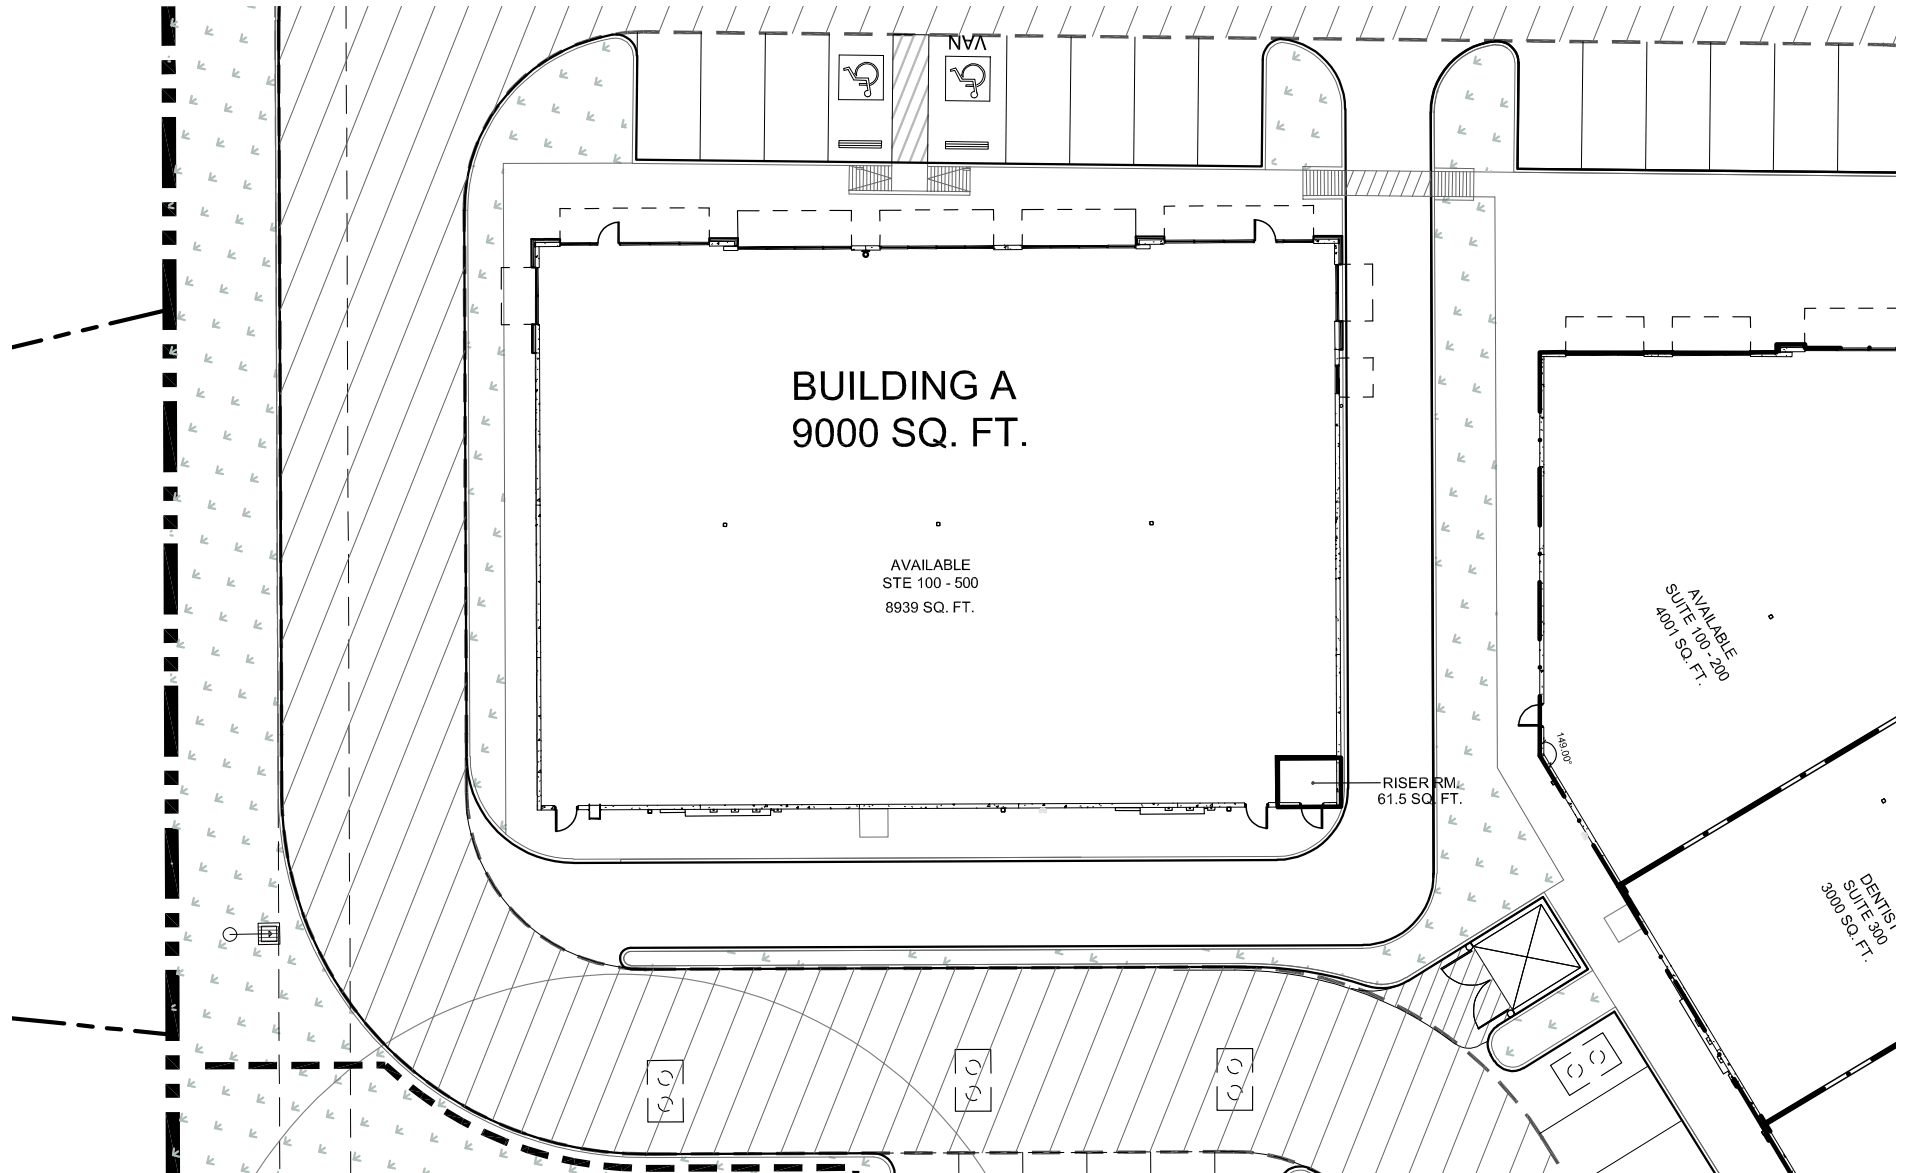 VAN
BUILDING A
9000 SQ. FT.
AVAILABLE
STE 100 - 500
8939 SQ. FT.
RISER RM.
61.5 SQ. FT.
AVAILABLE
SUITE 100 - 200
4001 SQ. FT.
149.00°
DENTIS
SUITE 300
3000 SQ. FT.